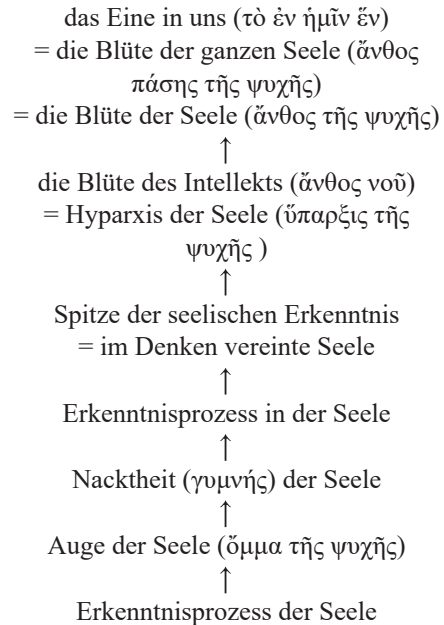 das Eine in uns (τὸ ἐν ἡμῖν ἕν)
= die Blüte der ganzen Seele (ἄνθος
πάσης τῆς ψυχῆς)
= die Blüte der Seele (ἄνθος τῆς ψυχῆς)
↑
die Blüte des Intellekts (ἄνθος νοῦ)
= Hyparxis der Seele (ὕπαρξις τῆς
ψυχῆς )
↑
Spitze der seelischen Erkenntnis
= im Denken vereinte Seele
↑
Erkenntnisprozess in der Seele
↑
Nacktheit (γυμνής) der Seele
↑
Auge der Seele (ὄμμα τῆς ψυχῆς)
↑
Erkenntnisprozess der Seele